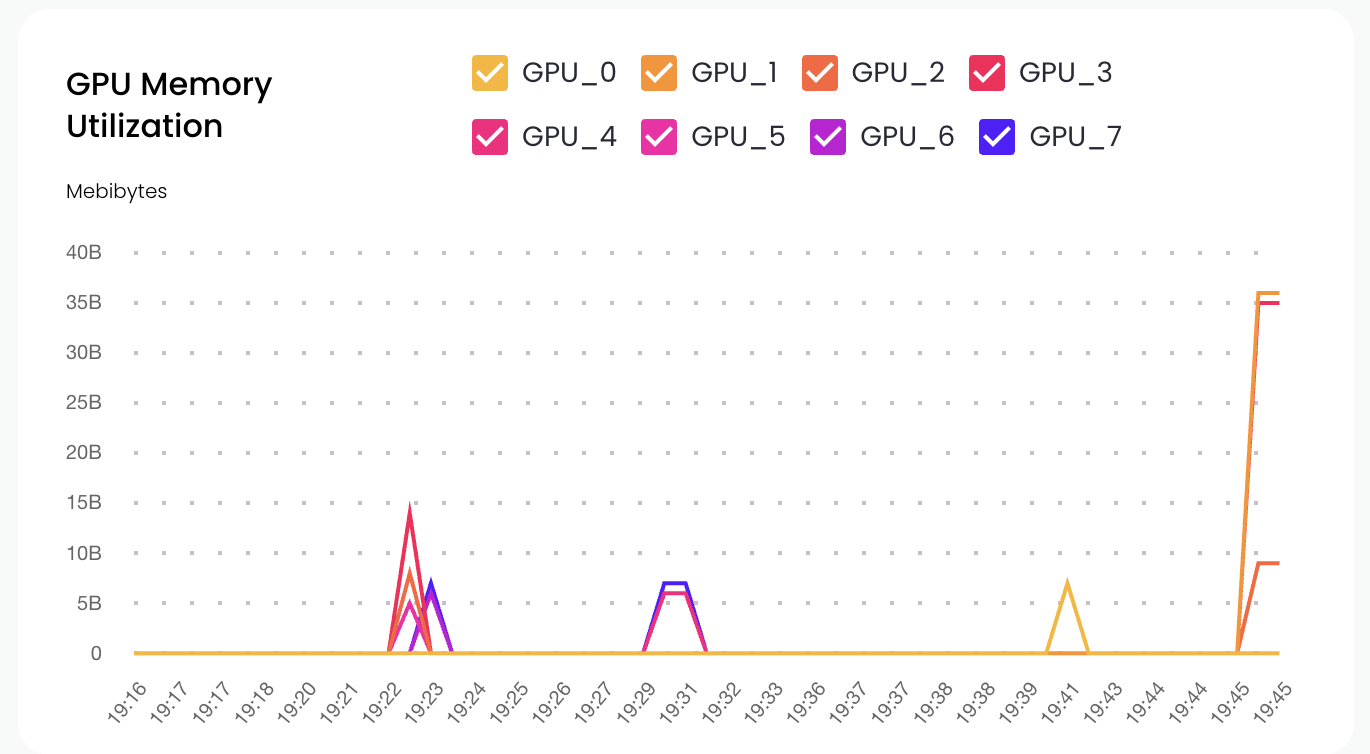 GPU Memory
Utilization
GPU_0 GPU_1 GPU_2 GPU_3
GPU_4 GPU_5 GPU_6 GPU_7
Mebibytes
40B
35B
30B
25B
20B
15B
10B
5B
0
19:16 19:17 19:17 19:18 19:20 19:21 19:22 19:23 19:24 19:25 19:26 19:27 19:29 19:31 19:32 19:33 19:36 19:37 19:37 19:38 19:38 19:39 19:41 19:43 19:44 19:44 19:45 19:45